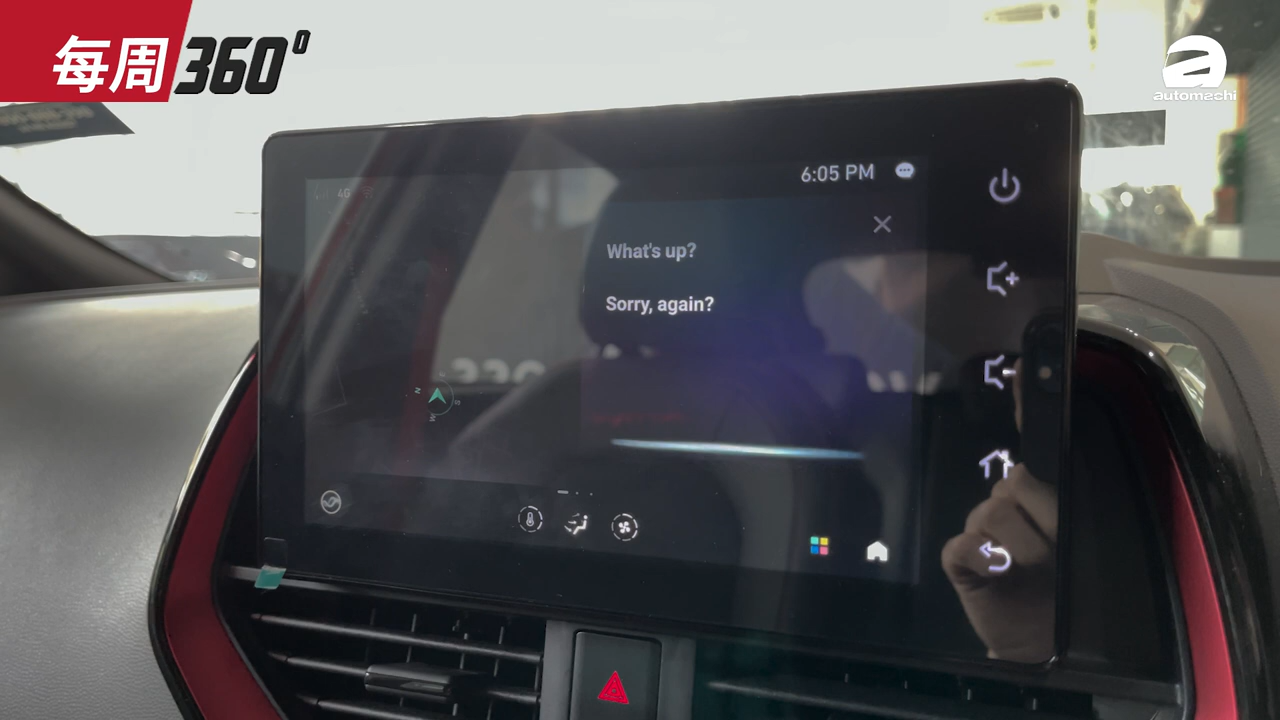 每周360°
automachi
4G
6:05 PM
What's up?
Sorry, again?
N
W